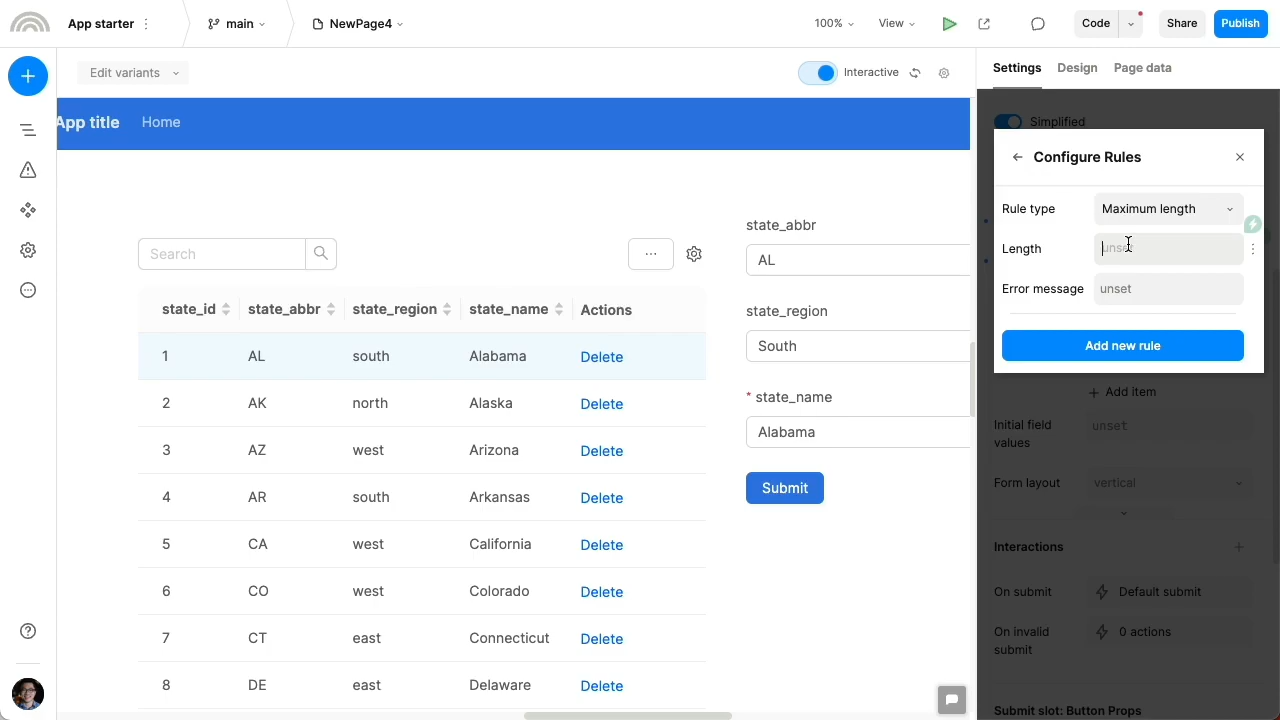 App starter
main
NewPage4
100%
View
Code
Share
Publish
Edit variants
Interactive
Settings
Design
Page data
App title
Home
Simplified
Configure Rules
Rule type
Maximum length
Length
unset
Error message
unset
Add new rule
Search
...
state_id
state_abbr
state_region
state_name
Actions
1
AL
south
Alabama
Delete
2
AK
north
Alaska
Delete
3
AZ
west
Arizona
Delete
4
AR
south
Arkansas
Delete
5
CA
west
California
Delete
6
CO
west
Colorado
Delete
7
CT
east
Connecticut
Delete
8
DE
east
Delaware
Delete
state_abbr
AL
state_region
South
* state_name
Alabama
Submit
Add item
Initial field
values
unset
Form layout
vertical
Interactions
On submit
Default submit
On invalid
submit
0 actions
Submit slot: Button Props